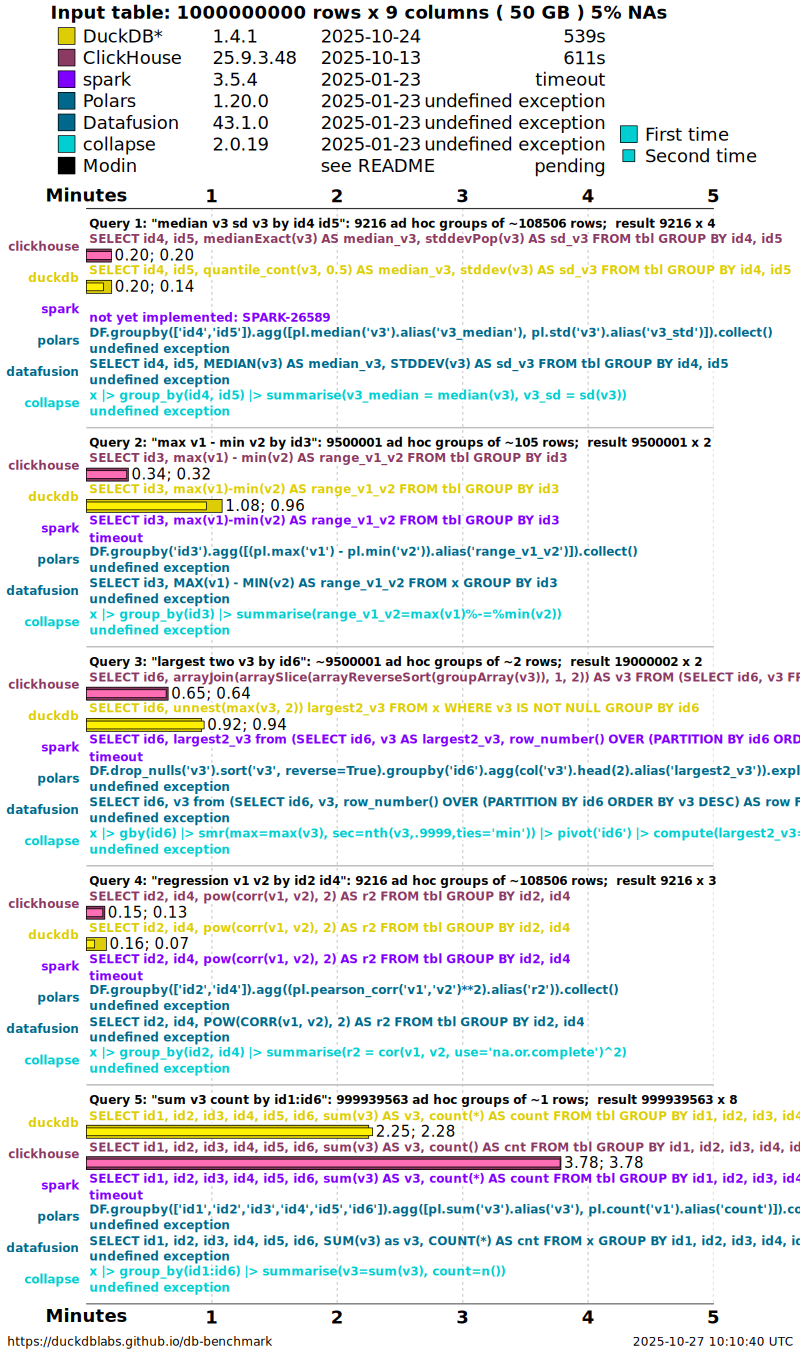 Input table: 1000000000 rows x 9 columns ( 50 GB ) 5% NAs
DuckDB* 1.4.1 2025-10-24 539s
ClickHouse 25.9.3.48 2025-10-13 611s
spark 3.5.4 2025-01-23 timeout
Polars 1.20.0 2025-01-23 undefined exception
Datafusion 43.1.0 2025-01-23 undefined exception
collapse 2.0.19 2025-01-23 undefined exception
Modin see README pending
First time
Second time
Minutes 1 2 3 4 5
Query 1: "median v3 sd v3 by id4 id5": 9216 ad hoc groups of ~108506 rows; result 9216 x 4
clickhouse SELECT id4, id5, medianExact(v3) AS median_v3, stddevPop(v3) AS sd_v3 FROM tbl GROUP BY id4, id5
0.20; 0.20
duckdb SELECT id4, id5, quantile_cont(v3, 0.5) AS median_v3, stddev(v3) AS sd_v3 FROM tbl GROUP BY id4, id5
0.20; 0.14
spark
not yet implemented: SPARK-26589
polars DF.groupby(['id4','id5']).agg([pl.median('v3').alias('v3_median'), pl.std('v3').alias('v3_std')]).collect()
undefined exception
datafusion SELECT id4, id5, MEDIAN(v3) AS median_v3, STDDEV(v3) AS sd_v3 FROM tbl GROUP BY id4, id5
undefined exception
collapse x |> group_by(id4, id5) |> summarise(v3_median = median(v3), v3_sd = sd(v3))
undefined exception
Query 2: "max v1 - min v2 by id3": 9500001 ad hoc groups of ~105 rows; result 9500001 x 2
clickhouse SELECT id3, max(v1) - min(v2) AS range_v1_v2 FROM tbl GROUP BY id3
0.34; 0.32
duckdb SELECT id3, max(v1)-min(v2) AS range_v1_v2 FROM tbl GROUP BY id3
1.08; 0.96
spark SELECT id3, max(v1)-min(v2) AS range_v1_v2 FROM tbl GROUP BY id3
timeout
polars DF.groupby('id3').agg([(pl.max('v1') - pl.min('v2')).alias('range_v1_v2')]).collect()
undefined exception
datafusion SELECT id3, MAX(v1) - MIN(v2) AS range_v1_v2 FROM x GROUP BY id3
undefined exception
collapse x |> group_by(id3) |> summarise(range_v1_v2=max(v1)%-=%min(v2))
undefined exception
Query 3: "largest two v3 by id6": ~9500001 ad hoc groups of ~2 rows; result 19000002 x 2
clickhouse SELECT id6, arrayJoin(arraySlice(arrayReverseSort(groupArray(v3)), 1, 2)) AS v3 FROM (SELECT id6, v3 FR
0.65; 0.64
duckdb SELECT id6, unnest(max(v3, 2)) largest2_v3 FROM x WHERE v3 IS NOT NULL GROUP BY id6
0.92; 0.94
spark SELECT id6, largest2_v3 from (SELECT id6, v3 AS largest2_v3, row_number() OVER (PARTITION BY id6 ORD
timeout
polars DF.drop_nulls('v3').sort('v3', reverse=True).groupby('id6').agg(col('v3').head(2).alias('largest2_v3')).expl
undefined exception
datafusion SELECT id6, v3 from (SELECT id6, v3, row_number() OVER (PARTITION BY id6 ORDER BY v3 DESC) AS row F
undefined exception
collapse x |> gby(id6) |> smr(max=max(v3), sec=nth(v3,.9999,ties='min')) |> pivot('id6') |> compute(largest2_v3=
undefined exception
Query 4: "regression v1 v2 by id2 id4": 9216 ad hoc groups of ~108506 rows; result 9216 x 3
clickhouse SELECT id2, id4, pow(corr(v1, v2), 2) AS r2 FROM tbl GROUP BY id2, id4
0.15; 0.13
duckdb SELECT id2, id4, pow(corr(v1, v2), 2) AS r2 FROM tbl GROUP BY id2, id4
0.16; 0.07
spark SELECT id2, id4, pow(corr(v1, v2), 2) AS r2 FROM tbl GROUP BY id2, id4
timeout
polars DF.groupby(['id2','id4']).agg((pl.pearson_corr('v1','v2')**2).alias('r2')).collect()
undefined exception
datafusion SELECT id2, id4, POW(CORR(v1, v2), 2) AS r2 FROM tbl GROUP BY id2, id4
undefined exception
collapse x |> group_by(id2, id4) |> summarise(r2 = cor(v1, v2, use='na.or.complete')^2)
undefined exception
Query 5: "sum v3 count by id1:id6": 999939563 ad hoc groups of ~1 rows; result 999939563 x 8
duckdb SELECT id1, id2, id3, id4, id5, id6, sum(v3) AS v3, count(*) AS count FROM tbl GROUP BY id1, id2, id3, id4
2.25; 2.28
clickhouse SELECT id1, id2, id3, id4, id5, id6, sum(v3) AS v3, count() AS cnt FROM tbl GROUP BY id1, id2, id3, id4, id
3.78; 3.78
spark SELECT id1, id2, id3, id4, id5, id6, sum(v3) AS v3, count(*) AS count FROM tbl GROUP BY id1, id2, id3, id4
timeout
polars DF.groupby(['id1','id2','id3','id4','id5','id6']).agg([pl.sum('v3').alias('v3'), pl.count('v1').alias('count')]).co
undefined exception
datafusion SELECT id1, id2, id3, id4, id5, id6, SUM(v3) as v3, COUNT(*) AS cnt FROM x GROUP BY id1, id2, id3, id4, id
undefined exception
collapse x |> group_by(id1:id6) |> summarise(v3=sum(v3), count=n())
undefined exception
Minutes 1 2 3 4 5
https://duckdblabs.github.io/db-benchmark 2025-10-27 10:10:40 UTC